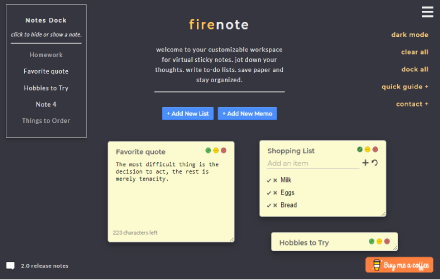 Notes Dock
click to hide or show a note.
Homework
Favorite quote
Hobbies to Try
Note 4
Things to Order
firenote
welcome to your customizable workspace
for virtual sticky notes. jot down your
thoughts. write to-do lists. save paper and
stay organized.
+ Add New List
+ Add New Memo
dark mode
clear all
dock all
quick guide +
contact +
Favorite quote
The most difficult thing is the
decision to act, the rest is
merely tenacity.
223 characters left
Shopping List
Add an item
Milk
Eggs
Bread
Hobbies to Try
2.0 release notes
Buy me a coffee